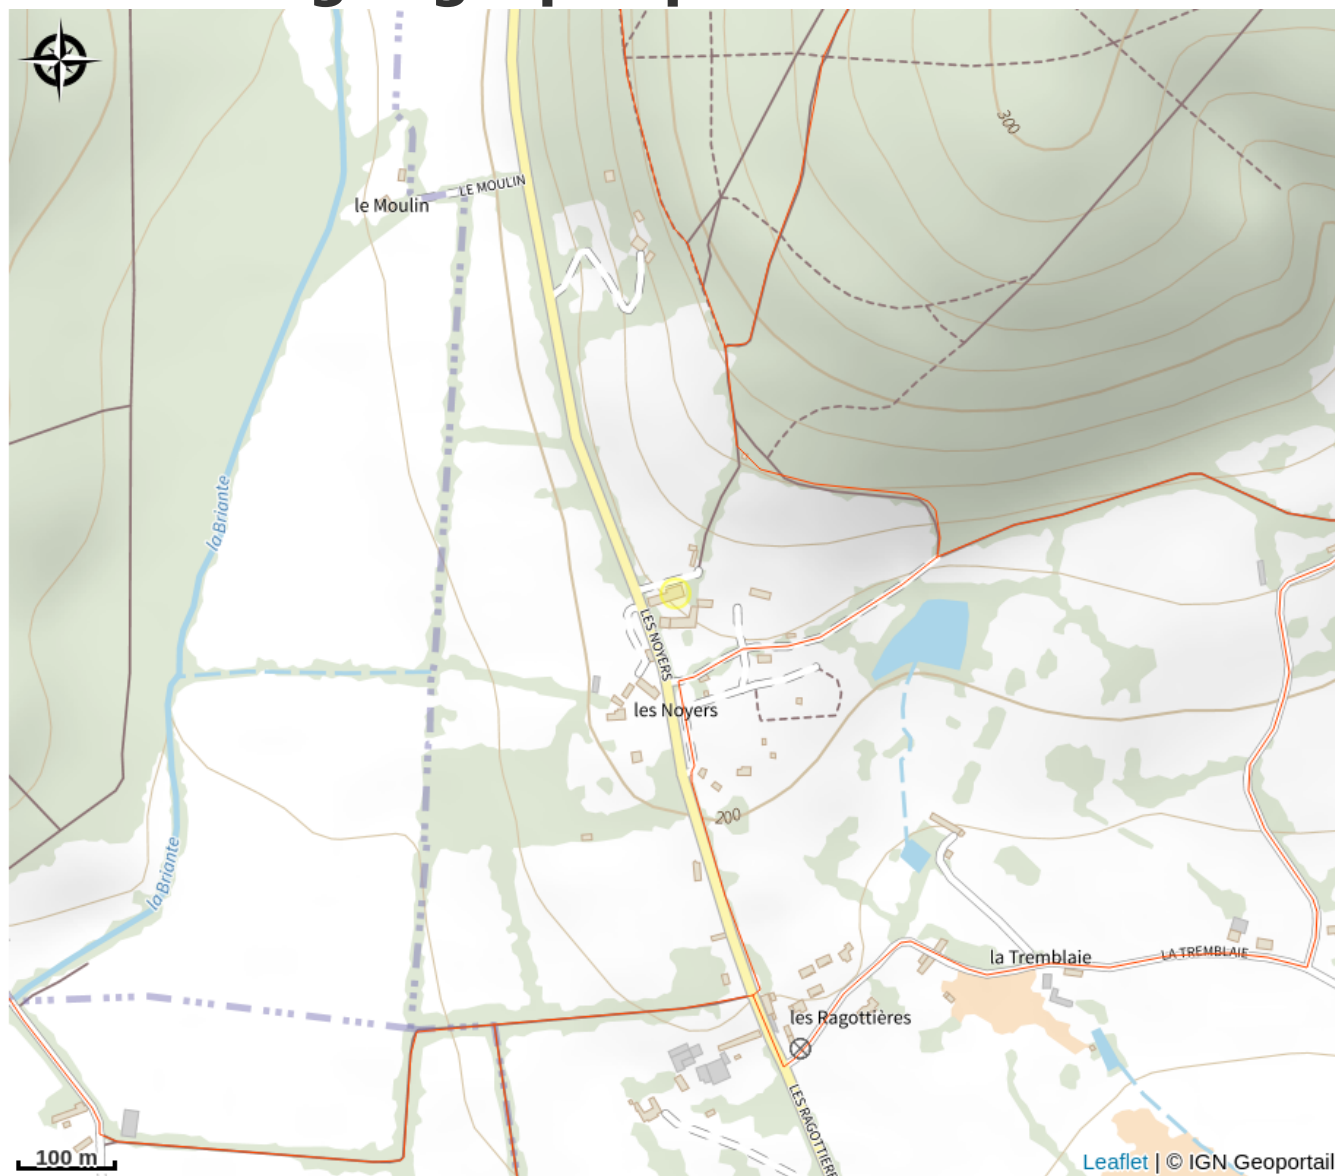 300
LE MOULIN
le Moulin
la Briante
LES NOYERS
les Noyers
200
la Briante
la Tremblaie
LA TREMBLAIE
les Ragottières
LES RAGOTTIÈRE
100 m
Leaflet | © IGN Geoportail